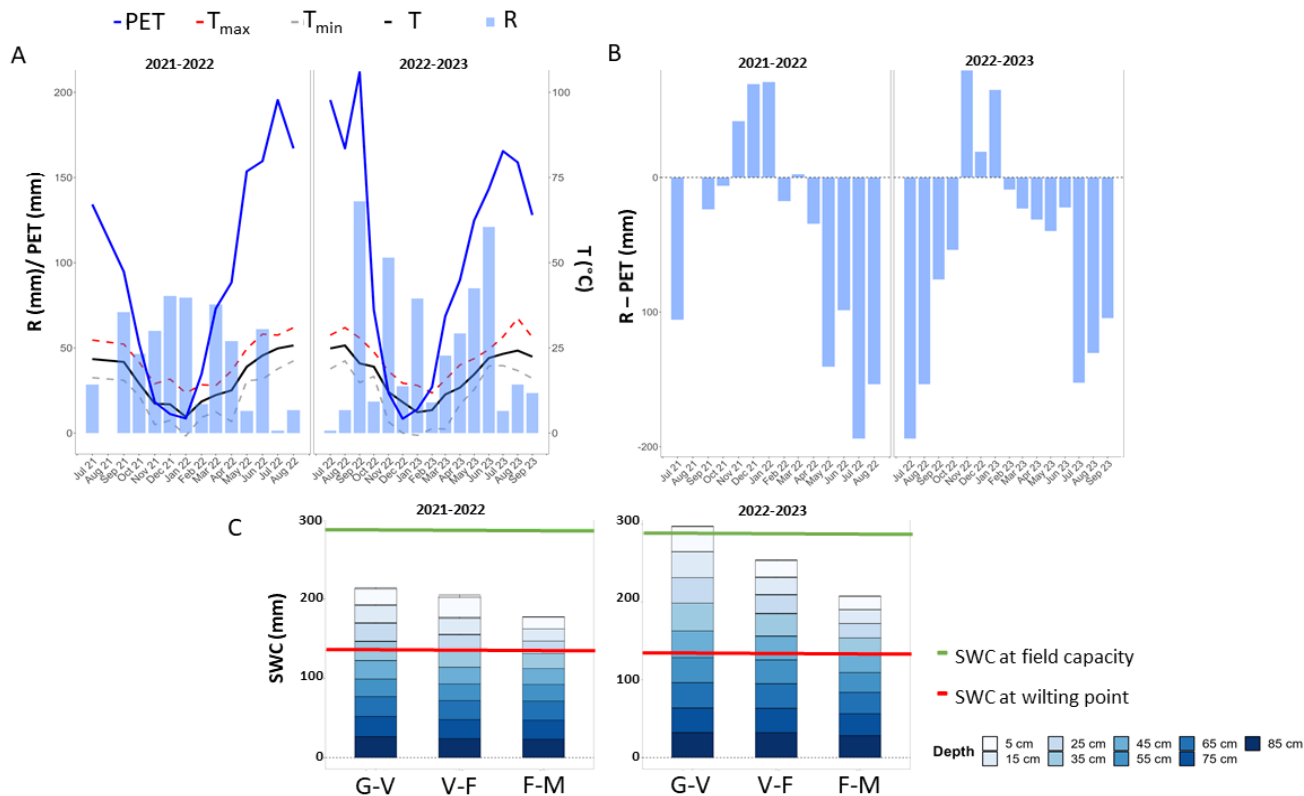 PET Tmax Tmin T R
A
2021-2022 2022-2023
R (mm)/ PET (mm)
200
150
100
50
0
100
75
50
25
0
T (°C)
Jul 21 Aug 21 Sep 21 Oct 21 Nov 21 Dec 21 Jan 22 Feb 22 Mar 22 Apr 22 May 22 Jun 22 Jul 22 Aug 22
Jul 22 Aug 22 Sep 22 Oct 22 Nov 22 Dec 22 Jan 23 Feb 23 Mar 23 Apr 23 May 23 Jun 23 Jul 23 Aug 23 Sep 23
B
2021-2022 2022-2023
R – PET (mm)
0
100
-200
Jul 21 Aug 21 Sep 21 Oct 21 Nov 21 Dec 21 Jan 22 Feb 22 Mar 22 Apr 22 May 22 Jun 22 Jul 22 Aug 22
Jul 22 Aug 22 Sep 22 Oct 22 Nov 22 Dec 22 Jan 23 Feb 23 Mar 23 Apr 23 May 23 Jun 23 Jul 23 Aug 23 Sep 23
C
2021-2022 2022-2023
SWC (mm)
300
200
100
0
G-V V-F F-M
300
200
100
0
G-V V-F F-M
SWC at field capacity
SWC at wilting point
Depth 5 cm 25 cm 45 cm 65 cm 85 cm
15 cm 35 cm 55 cm 75 cm